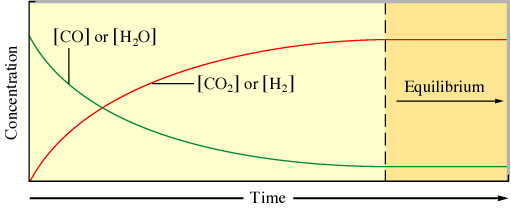 [CO] or [H₂O]
[CO₂] or [H₂]
Equilibrium
Concentration
Time